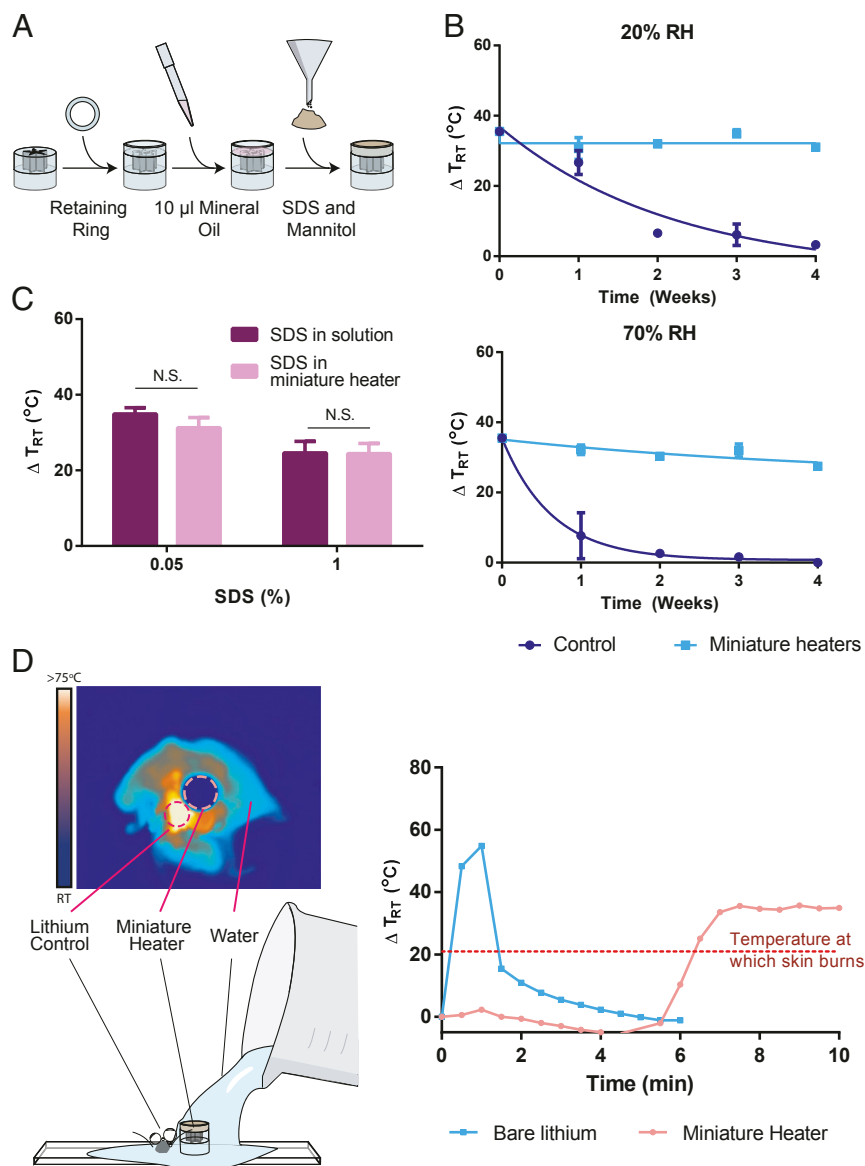 A
Retaining
Ring
10 µl Mineral
Oil
SDS and
Mannitol
B
20% RH
Δ T_RT (°C)
60
40
20
0
0 1 2 3 4
Time (Weeks)
70% RH
Δ T_RT (°C)
60
40
20
0
0 1 2 3 4
Time (Weeks)
Control
Miniature heaters
C
Δ T_RT (°C)
60
40
20
0
SDS in solution
SDS in
miniature heater
N.S.
N.S.
0.05 1
SDS (%)
D
>75°C
RT
Lithium
Control
Miniature
Heater
Water
Δ T_RT (°C)
80
60
40
20
0
Temperature at
which skin burns
0 2 4 6 8 10
Time (min)
Bare lithium
Miniature Heater